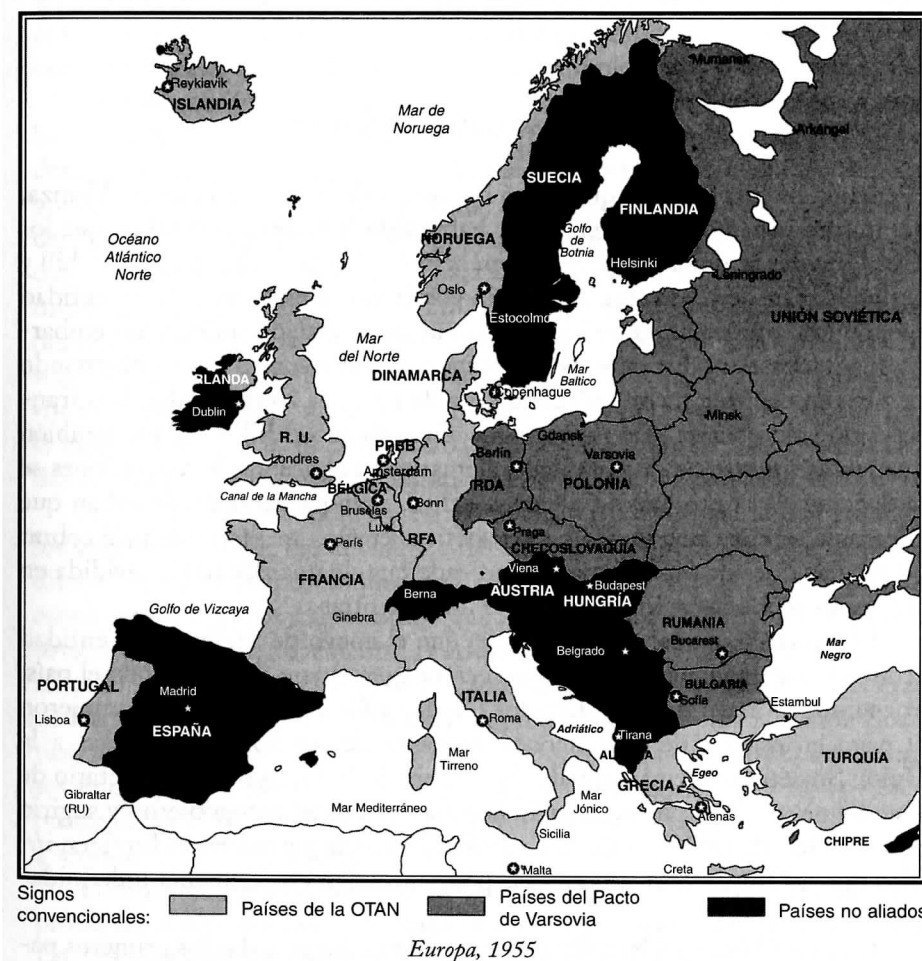 Reykiavik
ISLANDIA
Mar de
Noruega
Mumansk
Arkángel
SUECIA
FINLANDIA
Océano
Atlántico
Norte
NORUEGA
Golfo
de
Botnia
Helsinki
Oslo
Leningrado
Estocolmo
UNIÓN SOVIÉTICA
Mar
del Norte
DINAMARCA
Mar
Baltico
IRLANDA
Copenhague
Dublin
Minsk
R. U.
Londres
PPBB
Amsterdam
Gdansk
Berlín
Varsovia
RDA
POLONIA
Canal de la Mancha
BÉLGICA
Bruselas
Bonn
Lux
París
RFA
Praga
CHECOSLOVAQUIA
Viena
FRANCIA
Berna
AUSTRIA
Budapest
HUNGRÍA
Golfo de Vizcaya
Ginebra
RUMANIA
Bucarest
Mar
Negro
Belgrado
PORTUGAL
Madrid
ITALIA
BULGARIA
Sofía
Estambul
Lisboa
ESPAÑA
Roma
Adriático
Tirana
TURQUÍA
Mar
Tirreno
GRECIA
Egeo
Gibraltar
(RU)
Mar Mediterráneo
Mar
Jónico
Atenas
Sicilia
CHIPRE
Malta
Creta
Signos
convencionales:
Países de la OTAN
Países del Pacto
de Varsovia
Países no aliados
Europa, 1955